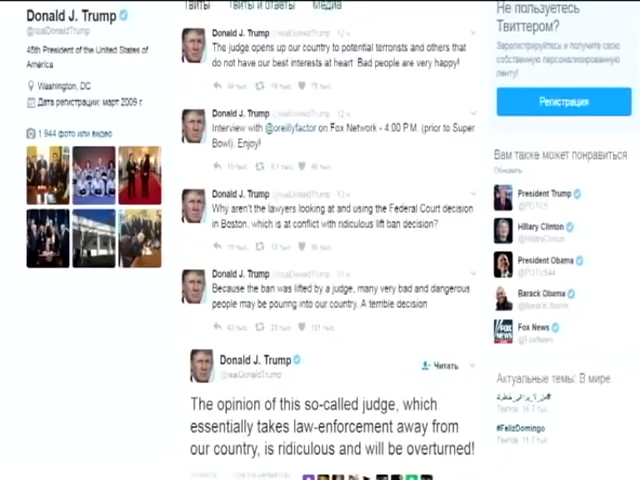 Donald J. Trump
@realDonaldTrump
45th President of the United States of
America
Washington, DC
Дата регистрации: март 2009 г.
1 944 фото или видео
Твиты Твиты и ответы Медиа
Donald J. Trump @realDonaldTrump
The judge opens up our country to potential terrorists and others that
do not have our best interests at heart. Bad people are very happy!
Donald J. Trump @realDonaldTrump
Interview with @oreillyfactor on Fox Network - 4:00 P.M. (prior to Super
Bowl). Enjoy!
Donald J. Trump @realDonaldTrump
Why aren't the lawyers looking at and using the Federal Court decision
in Boston, which is at conflict with ridiculous lift ban decision?
Donald J. Trump @realDonaldTrump
Because the ban was lifted by a judge, many very bad and dangerous
people may be pouring into our country. A terrible decision
Donald J. Trump
@realDonaldTrump
Читать
The opinion of this so-called judge, which
essentially takes law-enforcement away from
our country, is ridiculous and will be overturned!
Не пользуетесь
Твиттером?
Зарегистрируйтесь и получите свою
собственную персонализированную
ленту!
Регистрация
Вам также может понравиться
Обновить
President Trump
@POTUS
Hillary Clinton
@HillaryClinton
President Obama
@POTUS44
Barack Obama
@BarackObama
FOX NEWS
Fox News
@FoxNews
Актуальные темы: В мире
#FelizDomingo